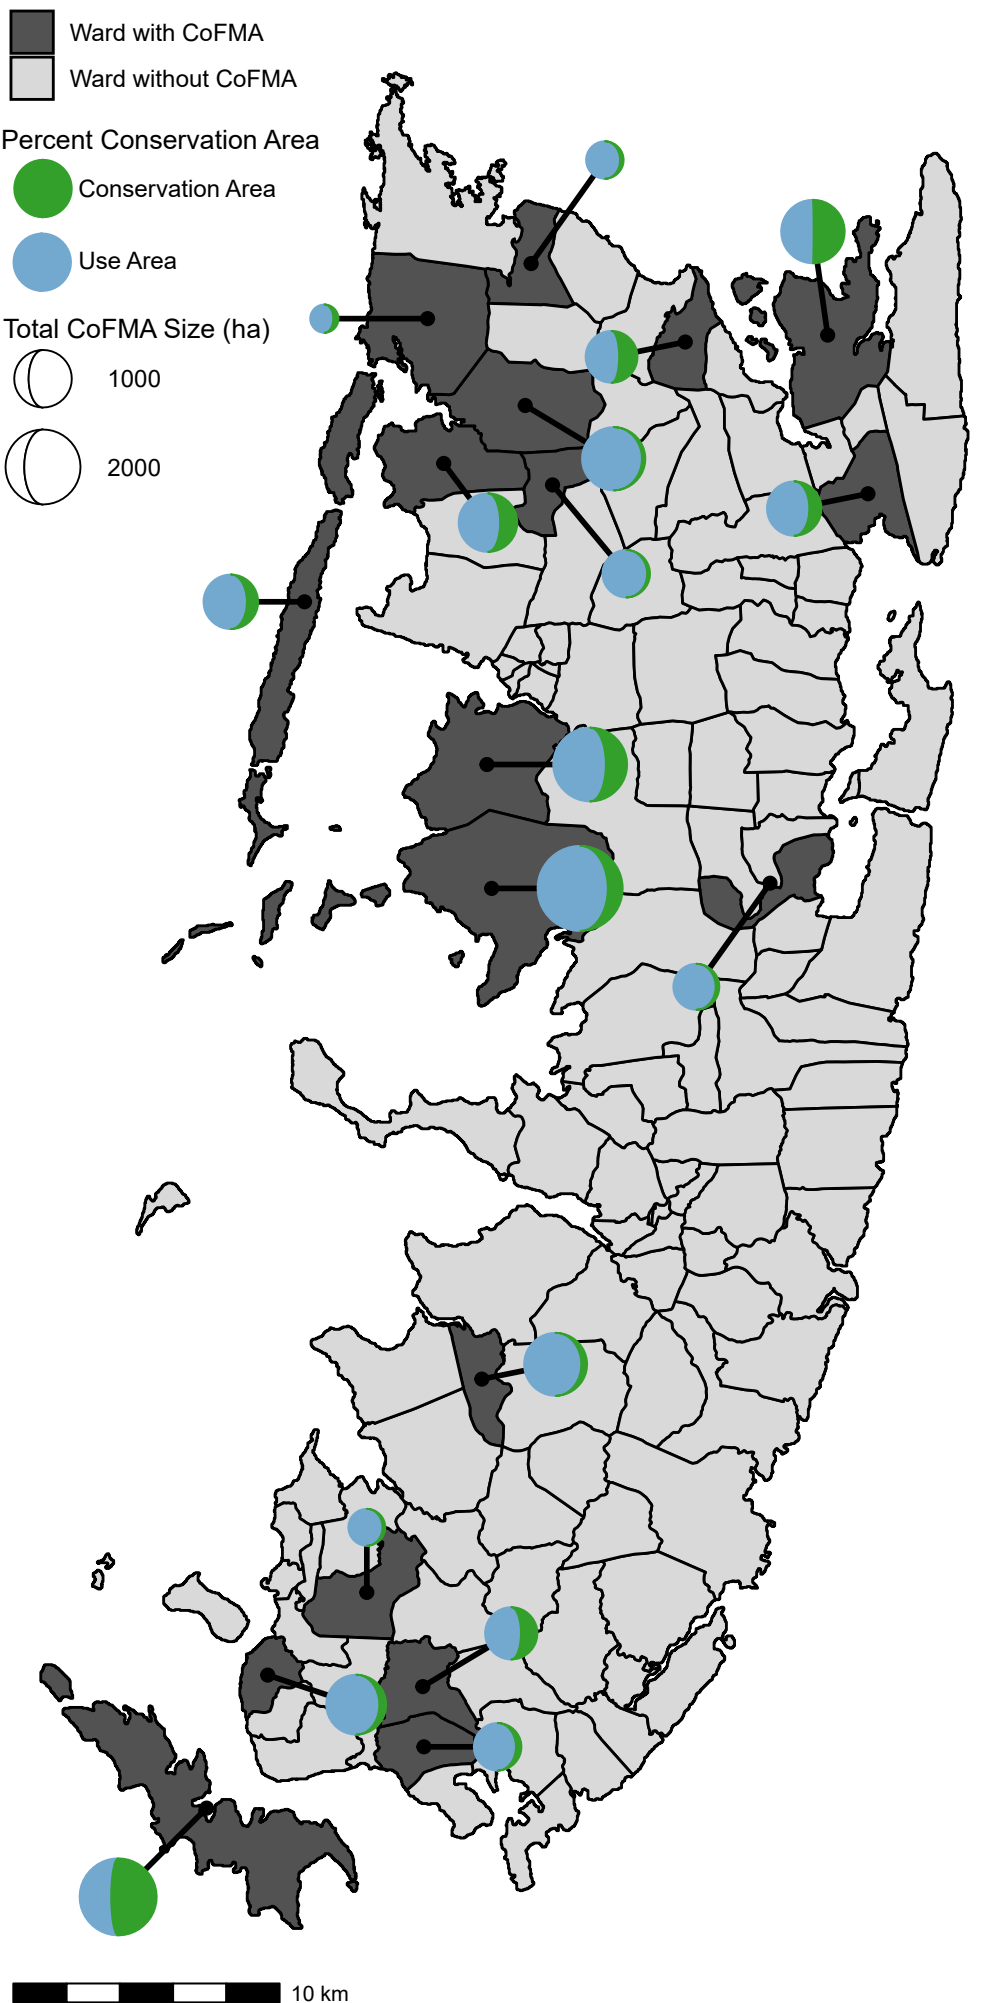 Ward with CoFMA
Ward without CoFMA
Percent Conservation Area
Conservation Area
Use Area
Total CoFMA Size (ha)
1000
2000
10 km